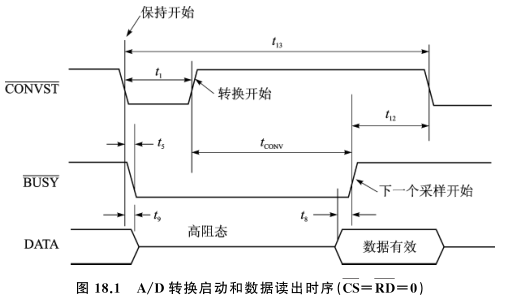 保持开始
t₁₃
t₁
CONVST
转换开始
t₁₂
t₅
tCONV
BUSY
下一个采样开始
t₉
t₈
高阻态
DATA
数据有效
图 18.1 A/D 转换启动和数据读出时序(CS=RD=0)